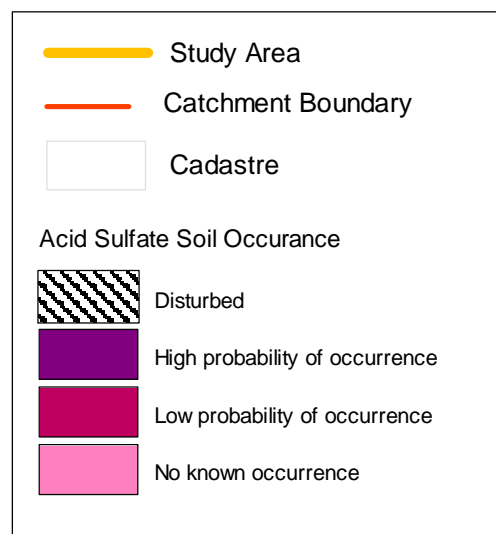 Study Area
Catchment Boundary
Cadastre
Acid Sulfate Soil Occurance
Disturbed
High probability of occurrence
Low probability of occurrence
No known occurrence